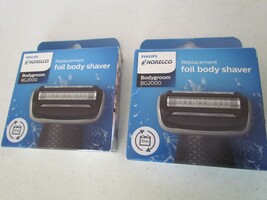 PHILIPS
NORELCO
Replacement
foil body shaver
Bodygroom
BG2000
PHILIPS
NORELCO
Replacement
foil body shaver
Bodygroom
BG2000